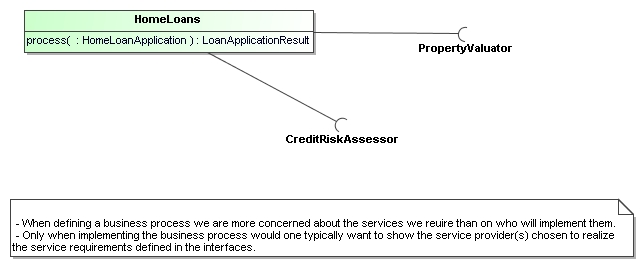 HomeLoans
process(  : HomeLoanApplication ) : LoanApplicationResult
PropertyValuator
CreditRiskAssessor
- When defining a business process we are more concerned about the services we reuire than on who will implement them.
- Only when implementing the business process would one typically want to show the service provider(s) chosen to realize
the service requirements defined in the interfaces.